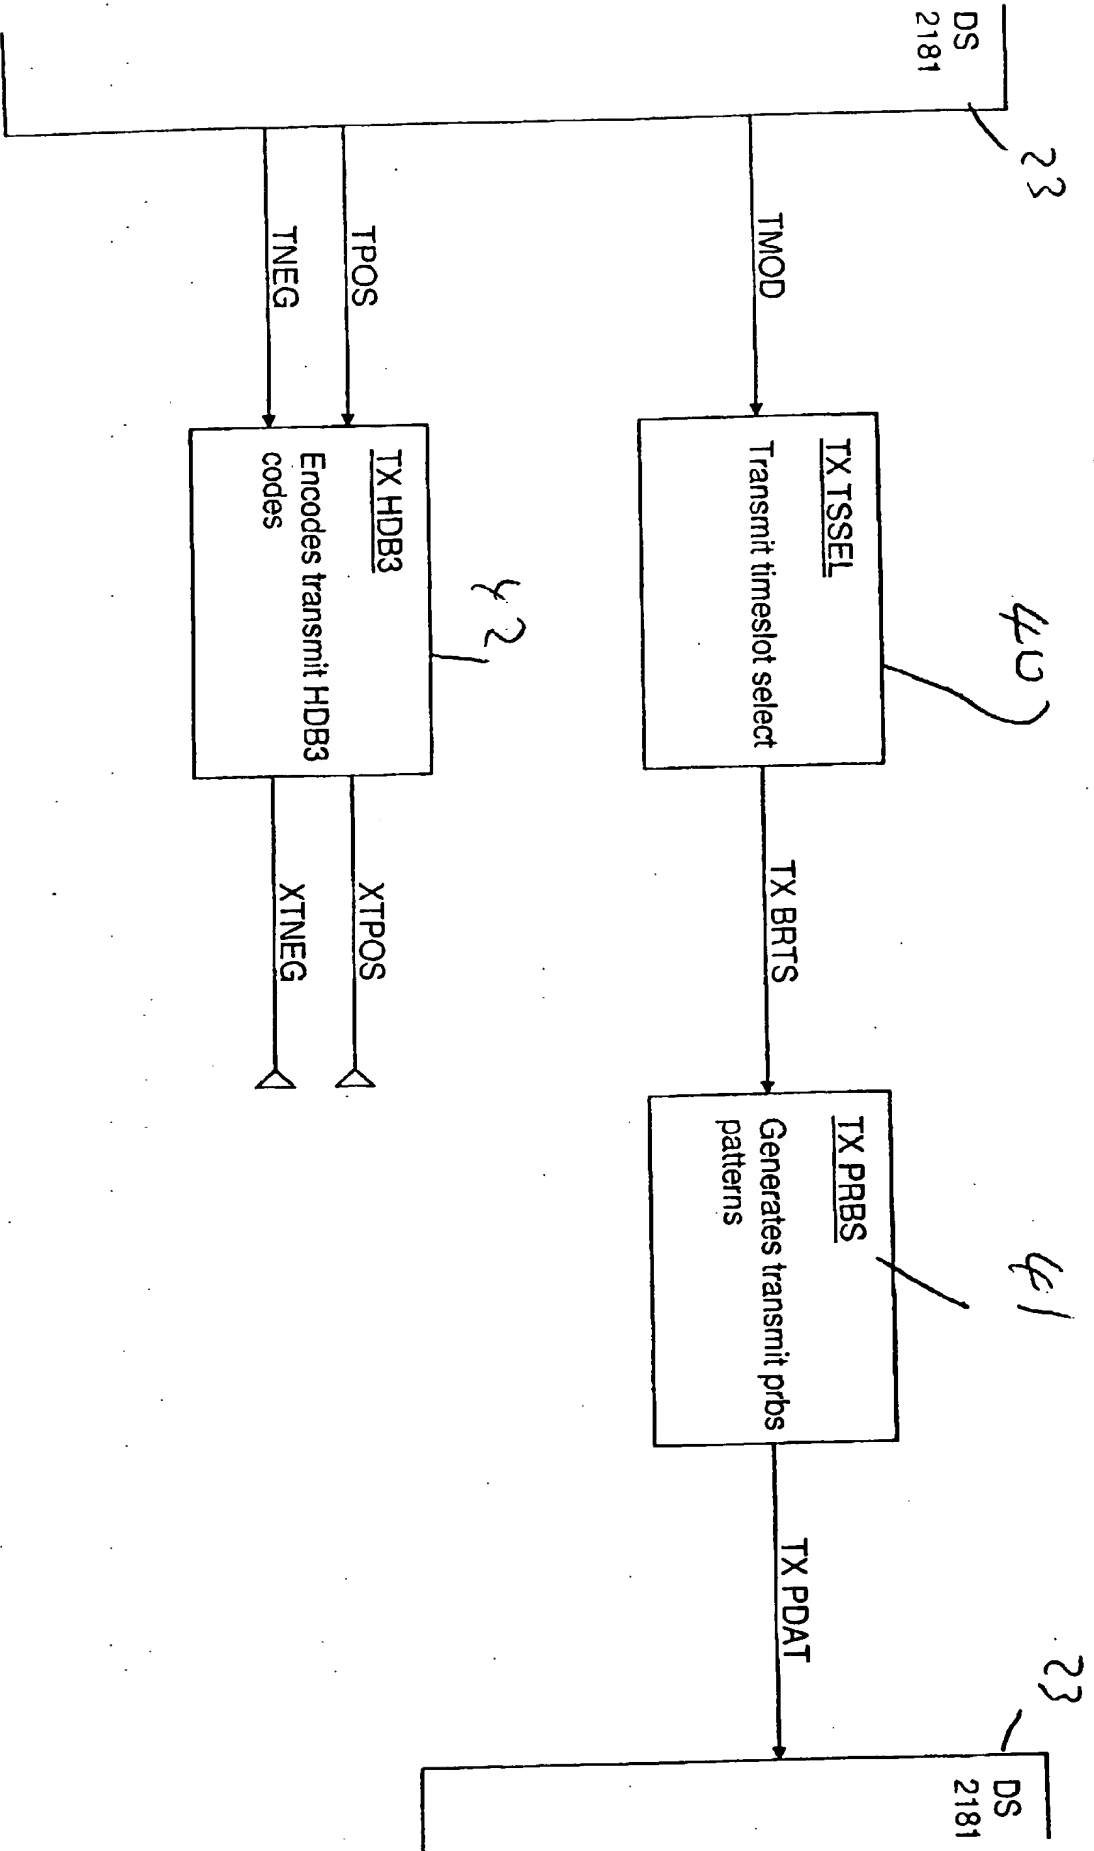 DS
2181
23
TMOD
TX TSSEL
Transmit timeslot select
40
TX BRTS
TX PRBS
Generates transmit prbs
patterns
41
TX PDAT
DS
2181
23
TPOS
TNEG
TX HDB3
Encodes transmit HDB3
codes
42
XTPOS
XTNEG